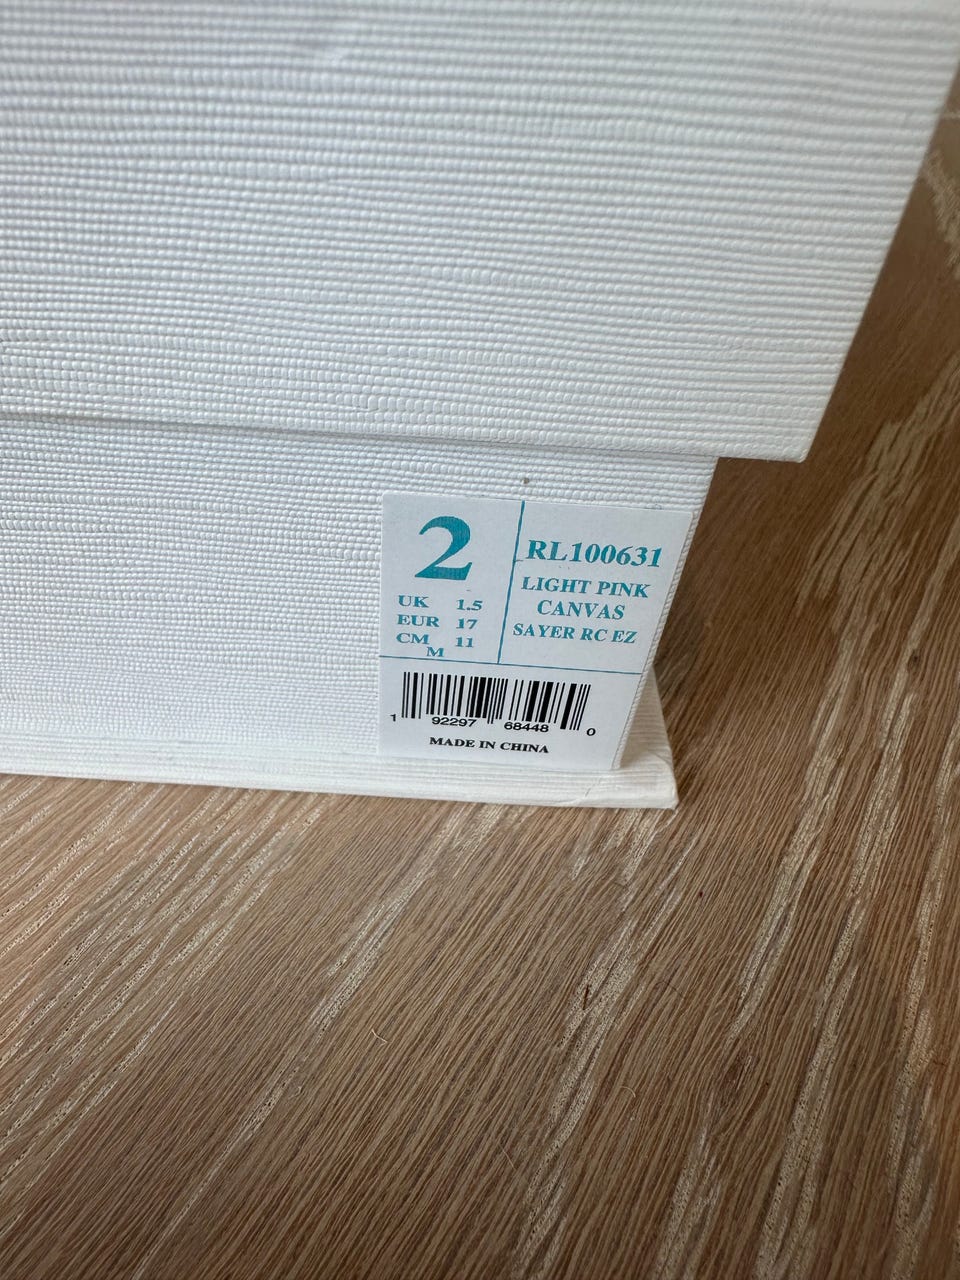 2
UK 1.5
EUR 17
CM 11
M
RL100631
LIGHT PINK
CANVAS
SAYER RC EZ
1 92297 68448 0
MADE IN CHINA